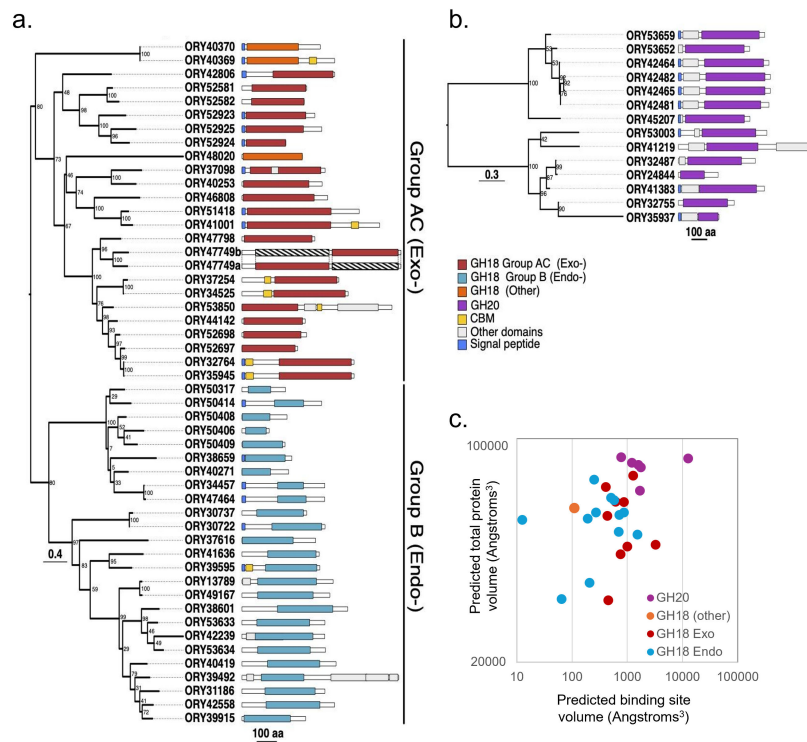 a.
ORY40370
ORY40369
ORY42806
ORY52581
ORY52582
ORY52923
ORY52925
ORY52924
ORY48020
ORY37098
ORY40253
ORY46808
ORY51418
ORY41001
ORY47798
ORY47749b
ORY47749a
ORY37254
ORY34525
ORY53850
ORY44142
ORY52698
ORY52697
ORY32764
ORY35945
ORY50317
ORY50414
ORY50408
ORY50406
ORY50409
ORY38659
ORY40271
ORY34457
ORY47464
ORY30737
ORY30722
ORY37616
ORY41636
ORY39595
ORY13789
ORY49167
ORY38601
ORY53633
ORY42239
ORY53634
ORY40419
ORY39492
ORY31186
ORY42558
ORY39915
0.4
100 aa
Group AC (Exo-)
Group B (Endo-)
b.
ORY53659
ORY53652
ORY42464
ORY42482
ORY42465
ORY42481
ORY45207
ORY53003
ORY41219
ORY32487
ORY24844
ORY41383
ORY32755
ORY35937
0.3
100 aa
GH18 Group AC (Exo-)
GH18 Group B (Endo-)
GH18 (Other)
GH20
CBM
Other domains
Signal peptide
c.
100000
20000
Predicted total protein
volume (Angstroms³)
GH20
GH18 (other)
GH18 Exo
GH18 Endo
10 100 1000 10000 100000
Predicted binding site
volume (Angstroms³)